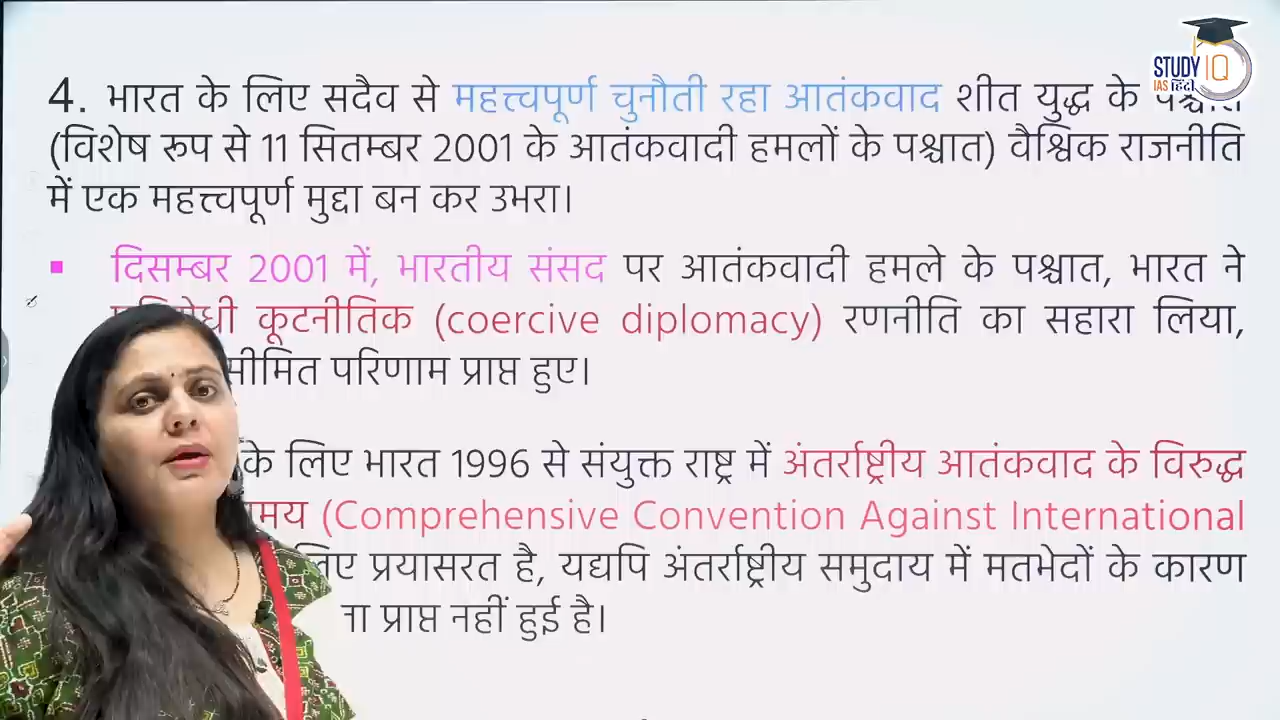 STUDY IQ
IAS हिंदी
4. भारत के लिए सदैव से महत्त्वपूर्ण चुनौती रहा आतंकवाद शीत युद्ध के पश्चात
(विशेष रूप से 11 सितम्बर 2001 के आतंकवादी हमलों के पश्चात) वैश्विक राजनीति
में एक महत्त्वपूर्ण मुद्दा बन कर उभरा।
▪ दिसम्बर 2001 में, भारतीय संसद पर आतंकवादी हमले के पश्चात, भारत ने
कूटनीतिक (coercive diplomacy) रणनीति का सहारा लिया,
सीमित परिणाम प्राप्त हुए।
के लिए भारत 1996 से संयुक्त राष्ट्र में अंतर्राष्ट्रीय आतंकवाद के विरुद्ध
(Comprehensive Convention Against International
लिए प्रयासरत है, यद्यपि अंतर्राष्ट्रीय समुदाय में मतभेदों के कारण
प्राप्त नहीं हुई है।